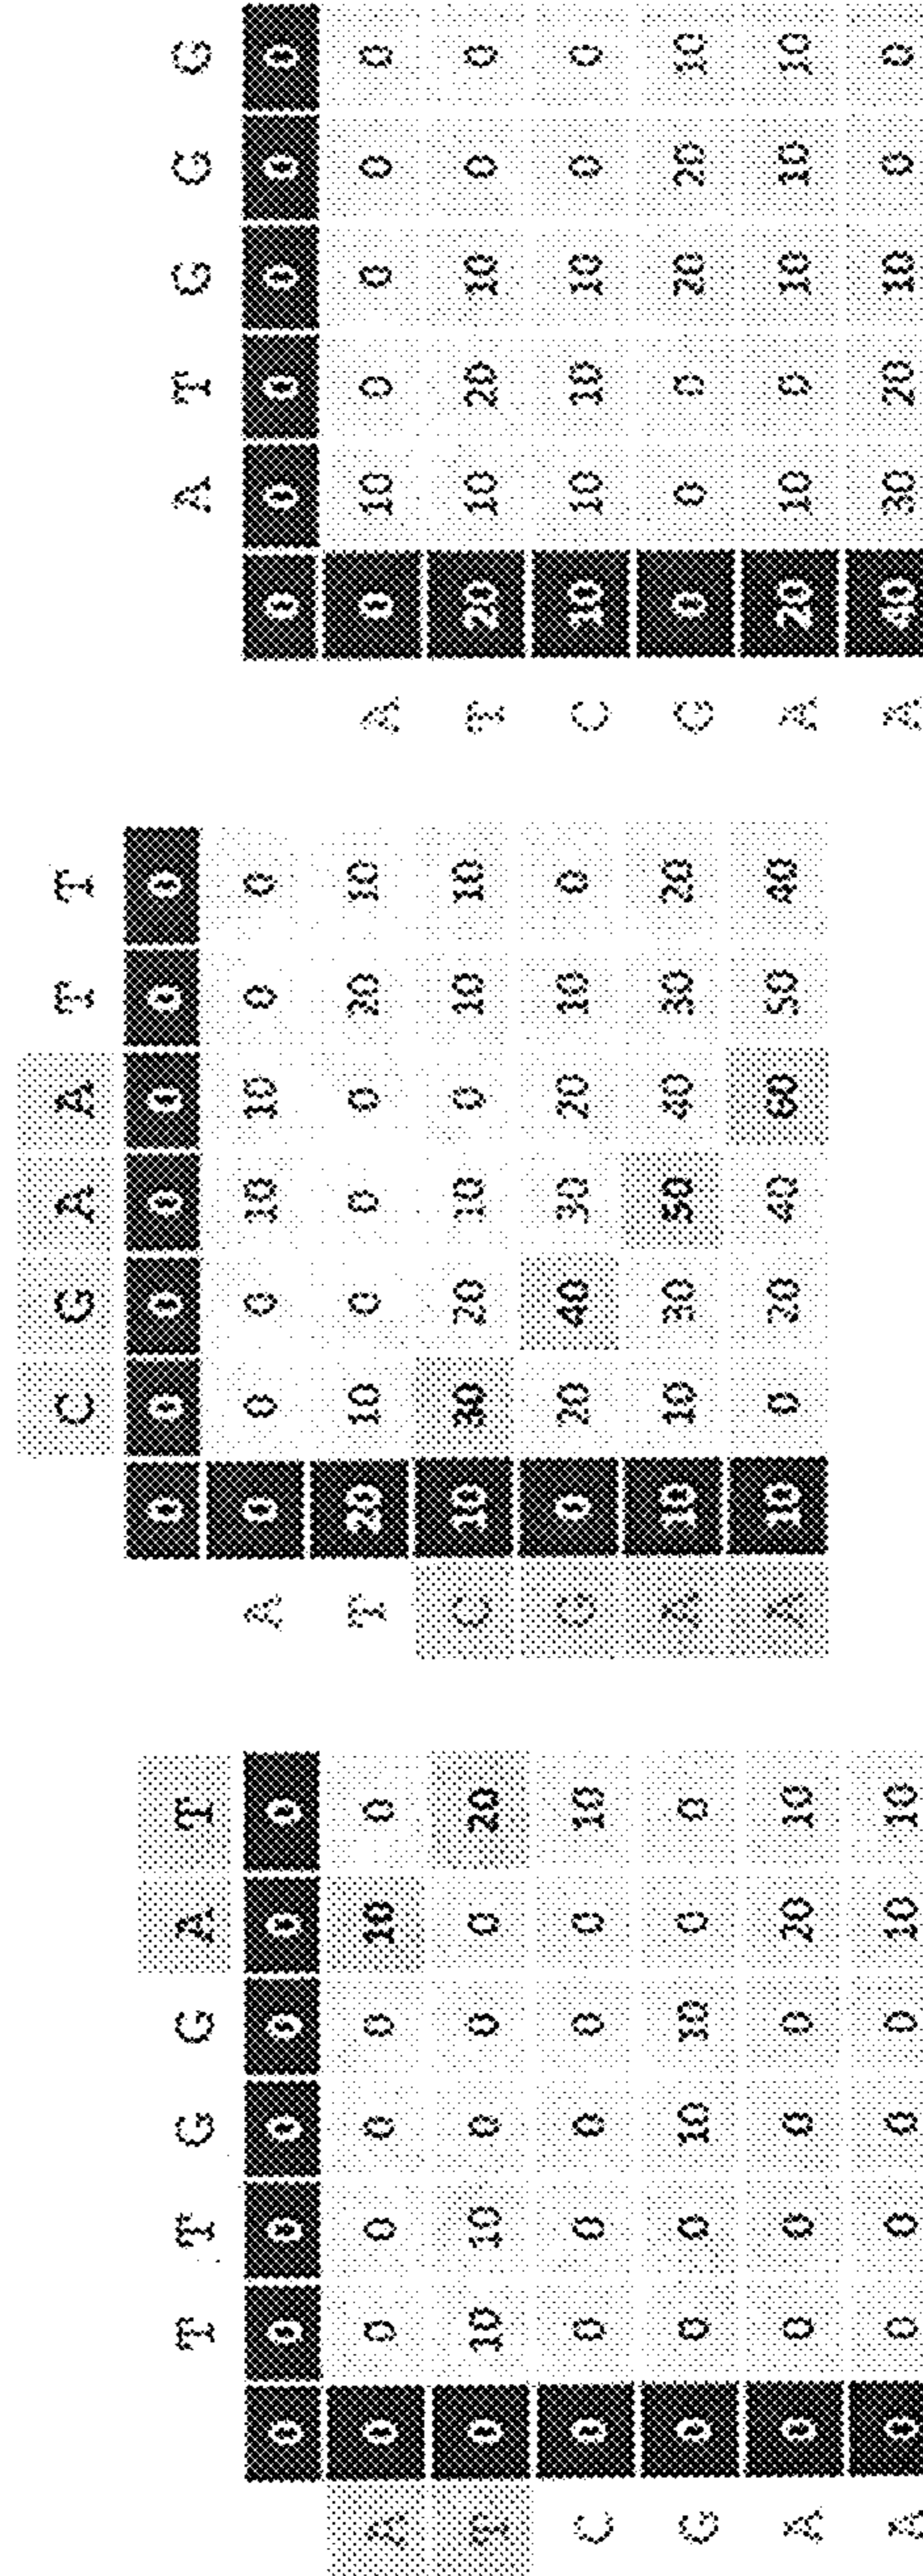 T T G G A T
0 0 0 0 0 0 0
A 0 0 0 0 0 10 0
T 0 10 10 0 0 0 20
C 0 0 0 0 0 0 10
G 0 0 0 10 10 0 0
A 0 0 0 0 0 20 10
A 0 0 0 0 0 10 10
C G A A T T
0 0 0 0 0 0 0
A 0 0 0 10 10 0 0
T 20 10 0 0 0 20 10
C 10 30 20 10 0 10 10
G 0 20 40 30 20 10 0
A 10 10 30 50 40 30 20
A 10 0 20 40 60 50 40
A T G G G
0 0 0 0 0 0
A 0 10 0 0 0 0
T 20 10 20 10 0 0
C 10 10 10 10 0 0
G 0 0 0 20 20 10
A 20 10 0 10 10 10
A 40 30 20 10 0 0